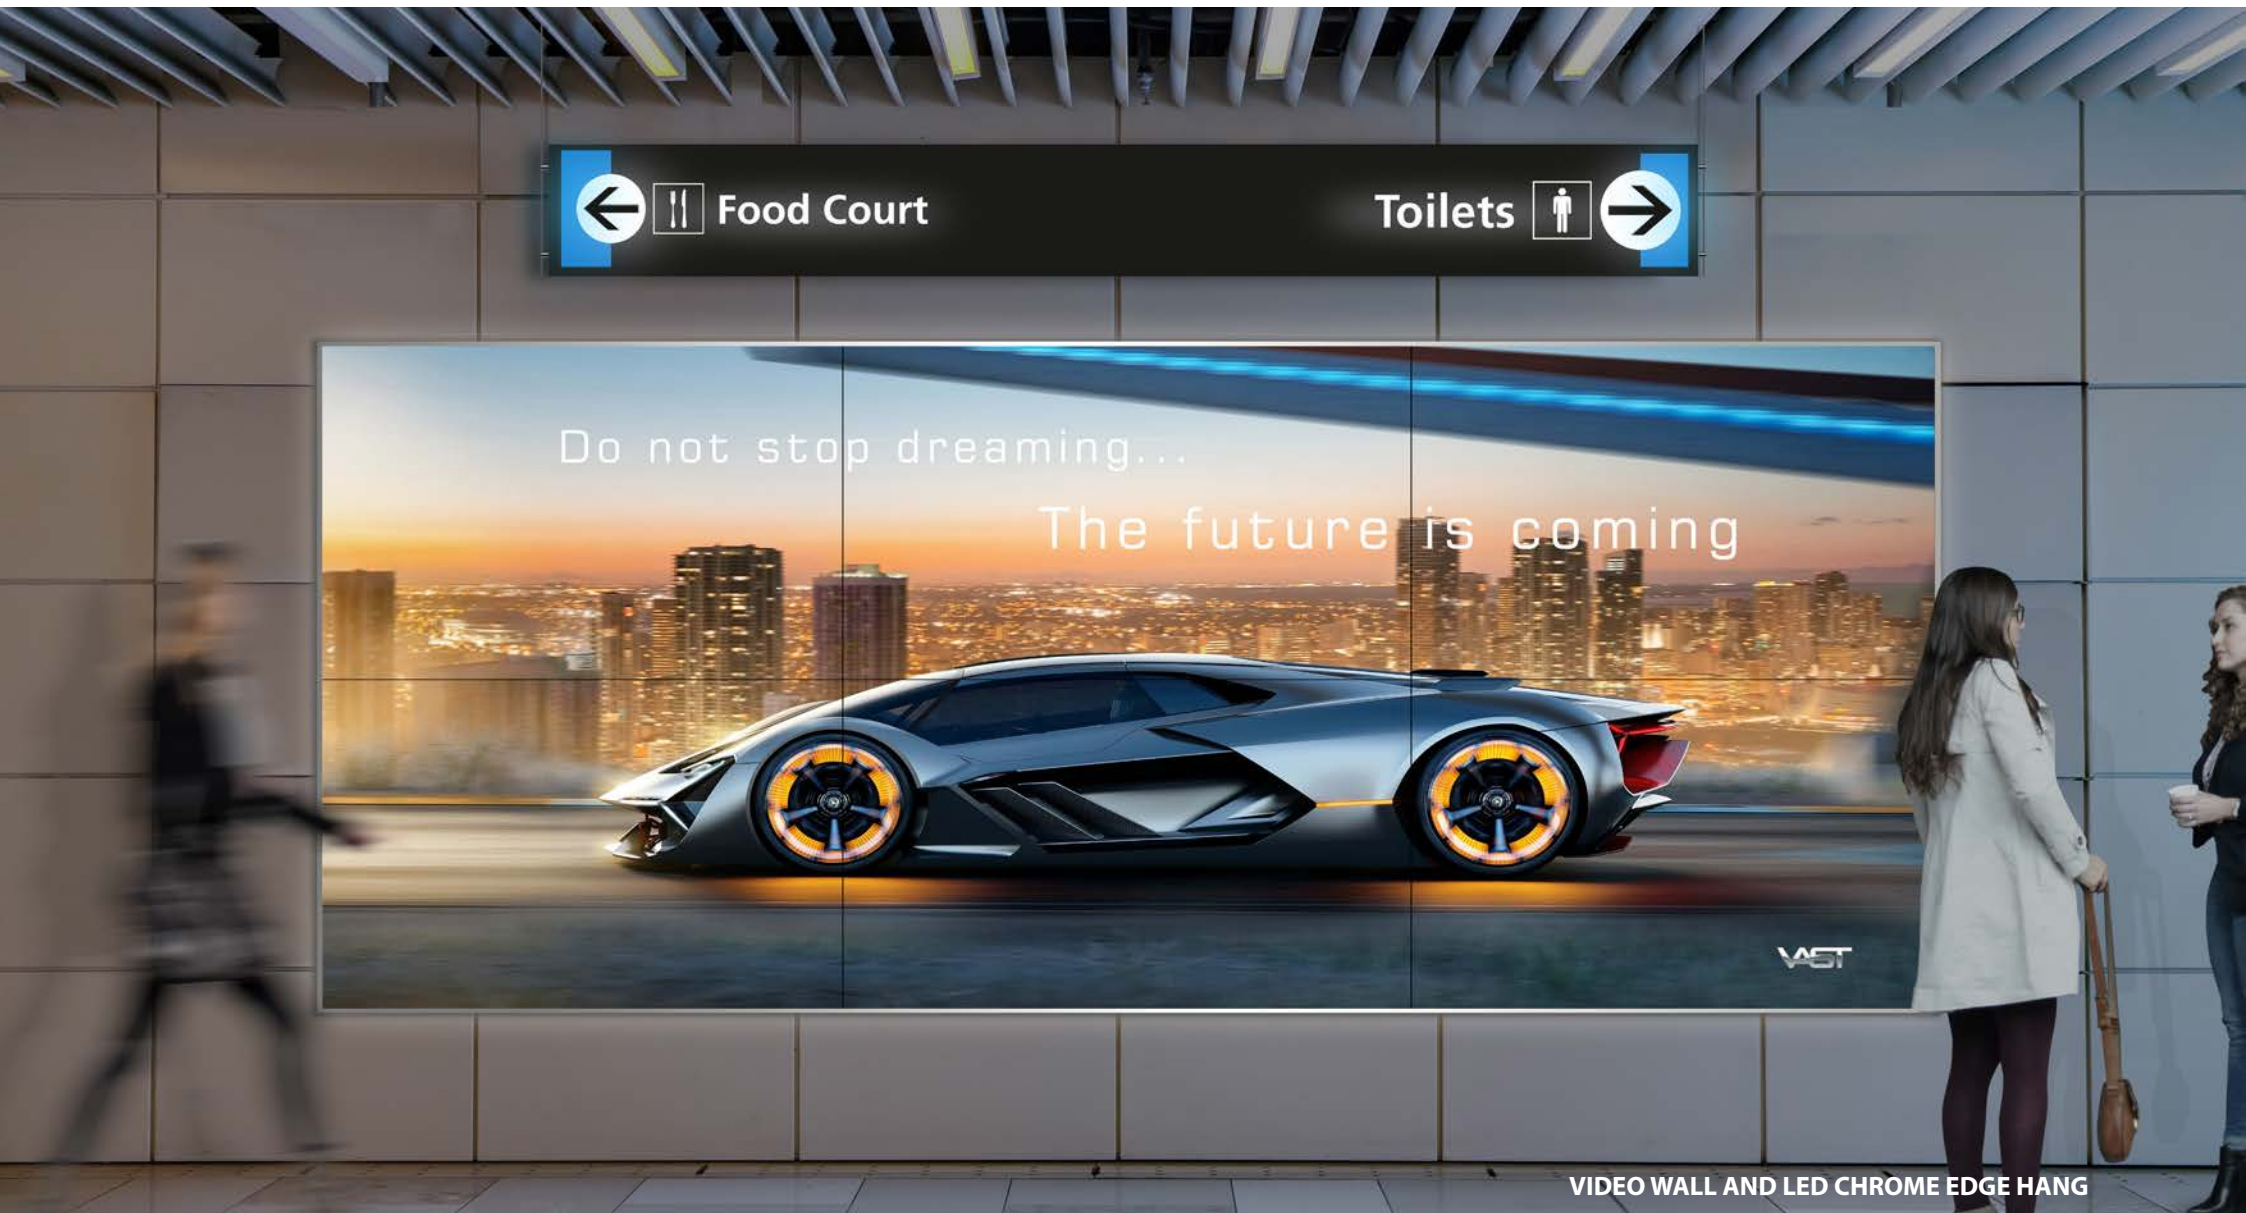 Food Court
Toilets
Do not stop dreaming...
The future is coming
VAST
VIDEO WALL AND LED CHROME EDGE HANG